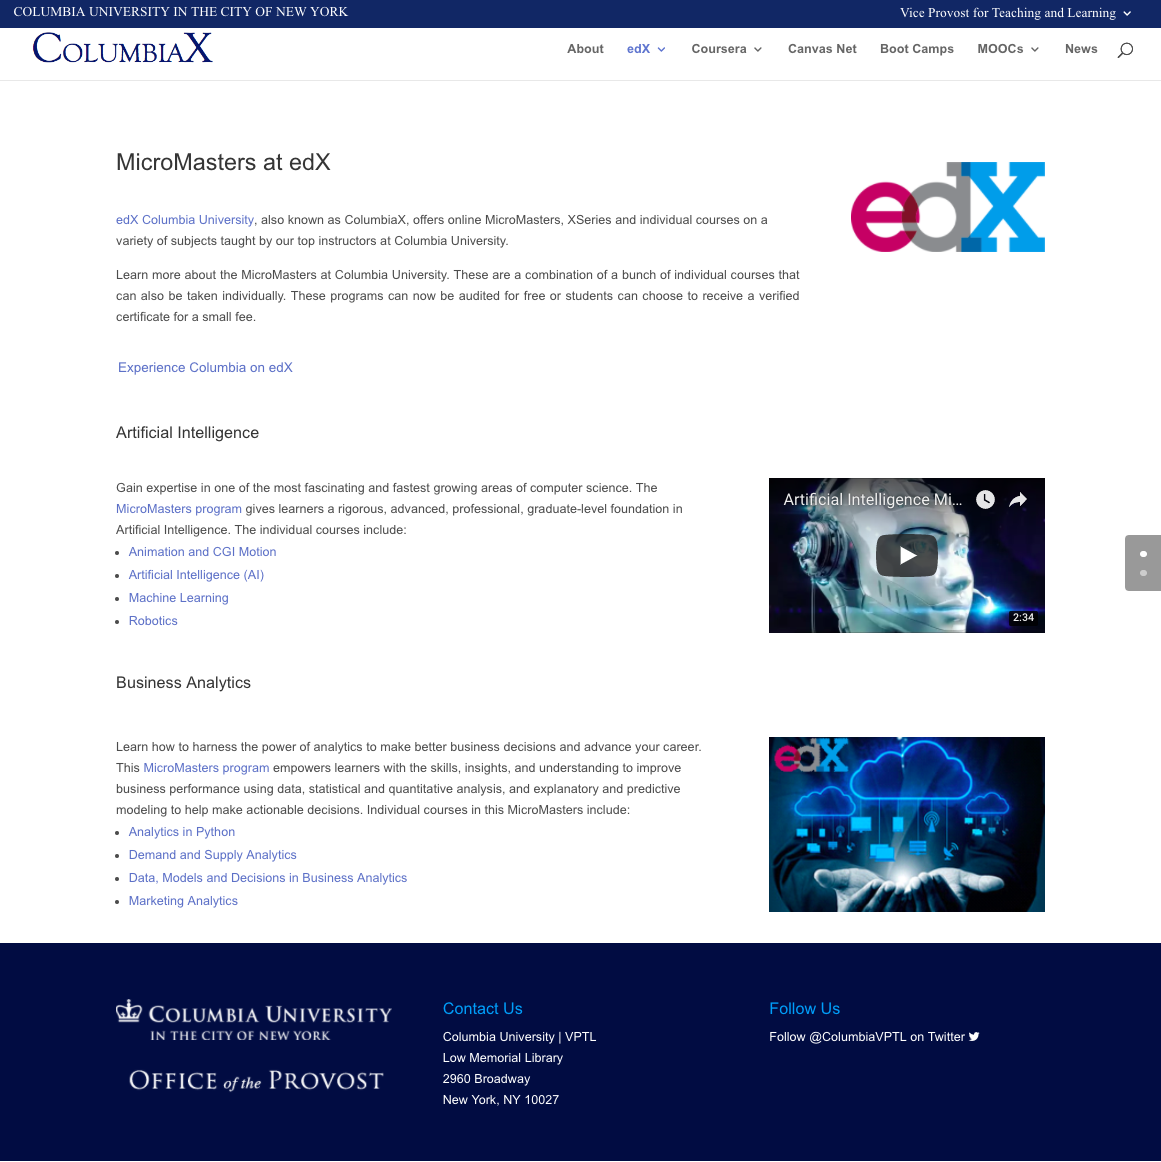 COLUMBIA UNIVERSITY IN THE CITY OF NEW YORK
Vice Provost for Teaching and Learning
COLUMBIAX
About edX Coursera Canvas Net Boot Camps MOOCs News
MicroMasters at edX
edX
edX Columbia University, also known as ColumbiaX, offers online MicroMasters, XSeries and individual courses on a
variety of subjects taught by our top instructors at Columbia University.
Learn more about the MicroMasters at Columbia University. These are a combination of a bunch of individual courses that
can also be taken individually. These programs can now be audited for free or students can choose to receive a verified
certificate for a small fee.
Experience Columbia on edX
Artificial Intelligence
Gain expertise in one of the most fascinating and fastest growing areas of computer science. The
MicroMasters program gives learners a rigorous, advanced, professional, graduate-level foundation in
Artificial Intelligence. The individual courses include:
Animation and CGI Motion
Artificial Intelligence (AI)
Machine Learning
Robotics
Artificial Intelligence Mi...
2:34
Business Analytics
Learn how to harness the power of analytics to make better business decisions and advance your career.
This MicroMasters program empowers learners with the skills, insights, and understanding to improve
business performance using data, statistical and quantitative analysis, and explanatory and predictive
modeling to help make actionable decisions. Individual courses in this MicroMasters include:
Analytics in Python
Demand and Supply Analytics
Data, Models and Decisions in Business Analytics
Marketing Analytics
edX
COLUMBIA UNIVERSITY
IN THE CITY OF NEW YORK
OFFICE of the PROVOST
Contact Us
Columbia University | VPTL
Low Memorial Library
2960 Broadway
New York, NY 10027
Follow Us
Follow @ColumbiaVPTL on Twitter